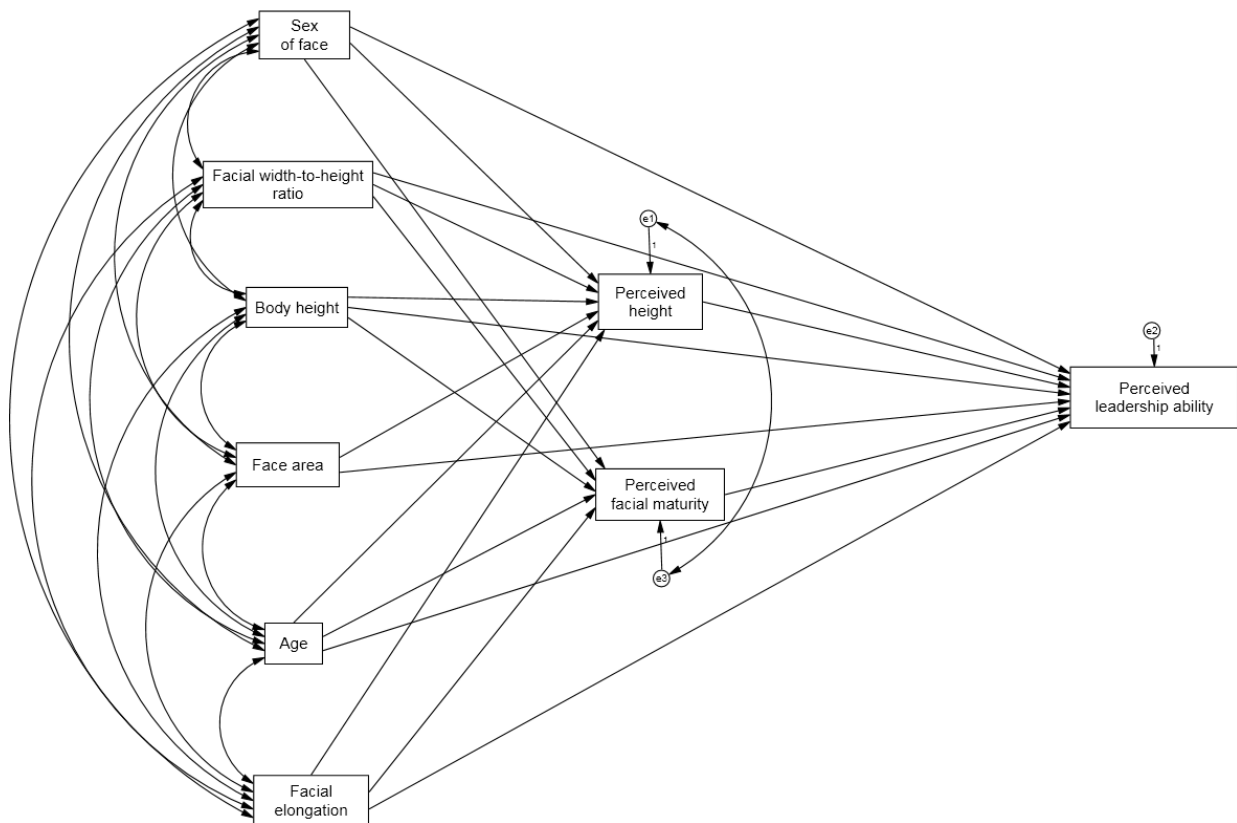 Sex
of face
Facial width-to-height
ratio
e1
1
Perceived
height
Body height
e2
1
Perceived
leadership ability
Face area
Perceived
facial maturity
1
e3
Age
Facial
elongation